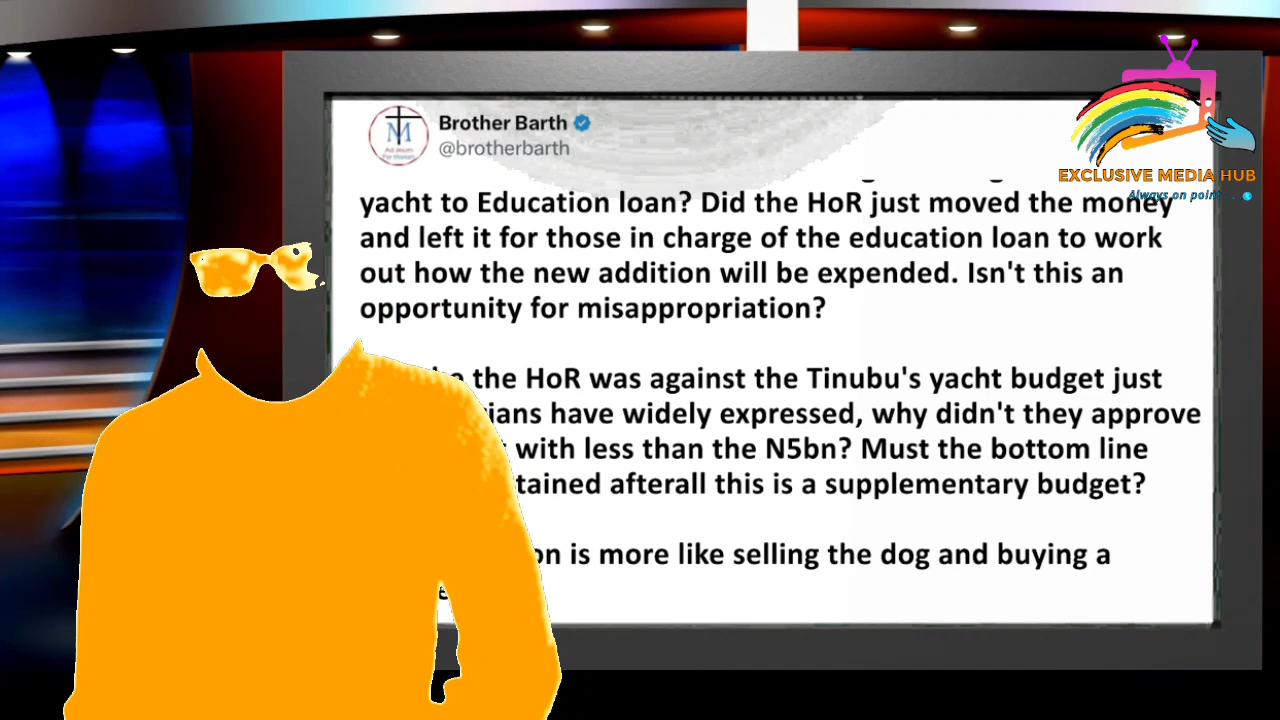 Brother Barth
@brotherbarth
EXCLUSIVE MEDIA HUB
Always on point
yacht to Education loan? Did the HoR just moved the money
and left it for those in charge of the education loan to work
out how the new addition will be expended. Isn't this an
opportunity for misappropriation?
the HoR was against the Tinubu's yacht budget just
have widely expressed, why didn't they approve
with less than the N5bn? Must the bottom line
afterall this is a supplementary budget?
is more like selling the dog and buying a